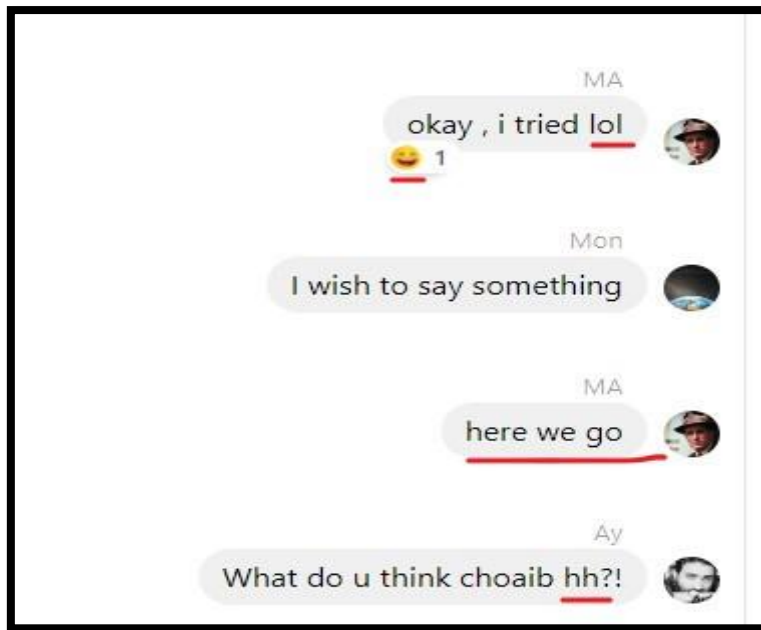 MA
okay , i tried lol
1
Mon
I wish to say something
MA
here we go
Ay
What do u think choaib hh?!